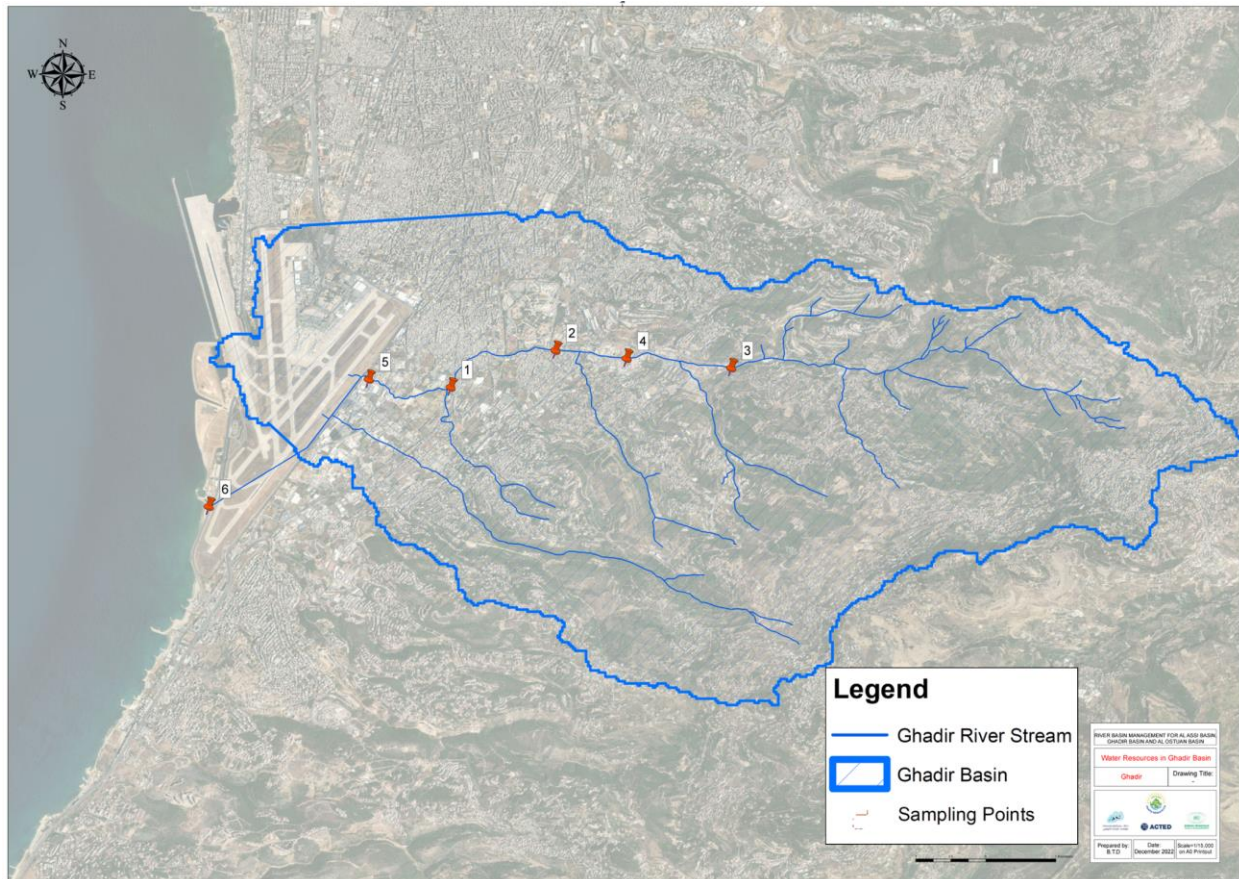 N
W E
S
2
4
3
5
1
6
Legend
Ghadir River Stream
Ghadir Basin
Sampling Points
RIVER BASIN MANAGEMENT FOR AL ASSI BASIN
GHADIR BASIN AND AL OSTUAN BASIN
Water Resources in Ghadir Basin
Ghadir
Drawing Title:
-
ACTED
Prepared by:
B.T.D
Date:
December 2022
Scale=1/15,000
on A0 Printout